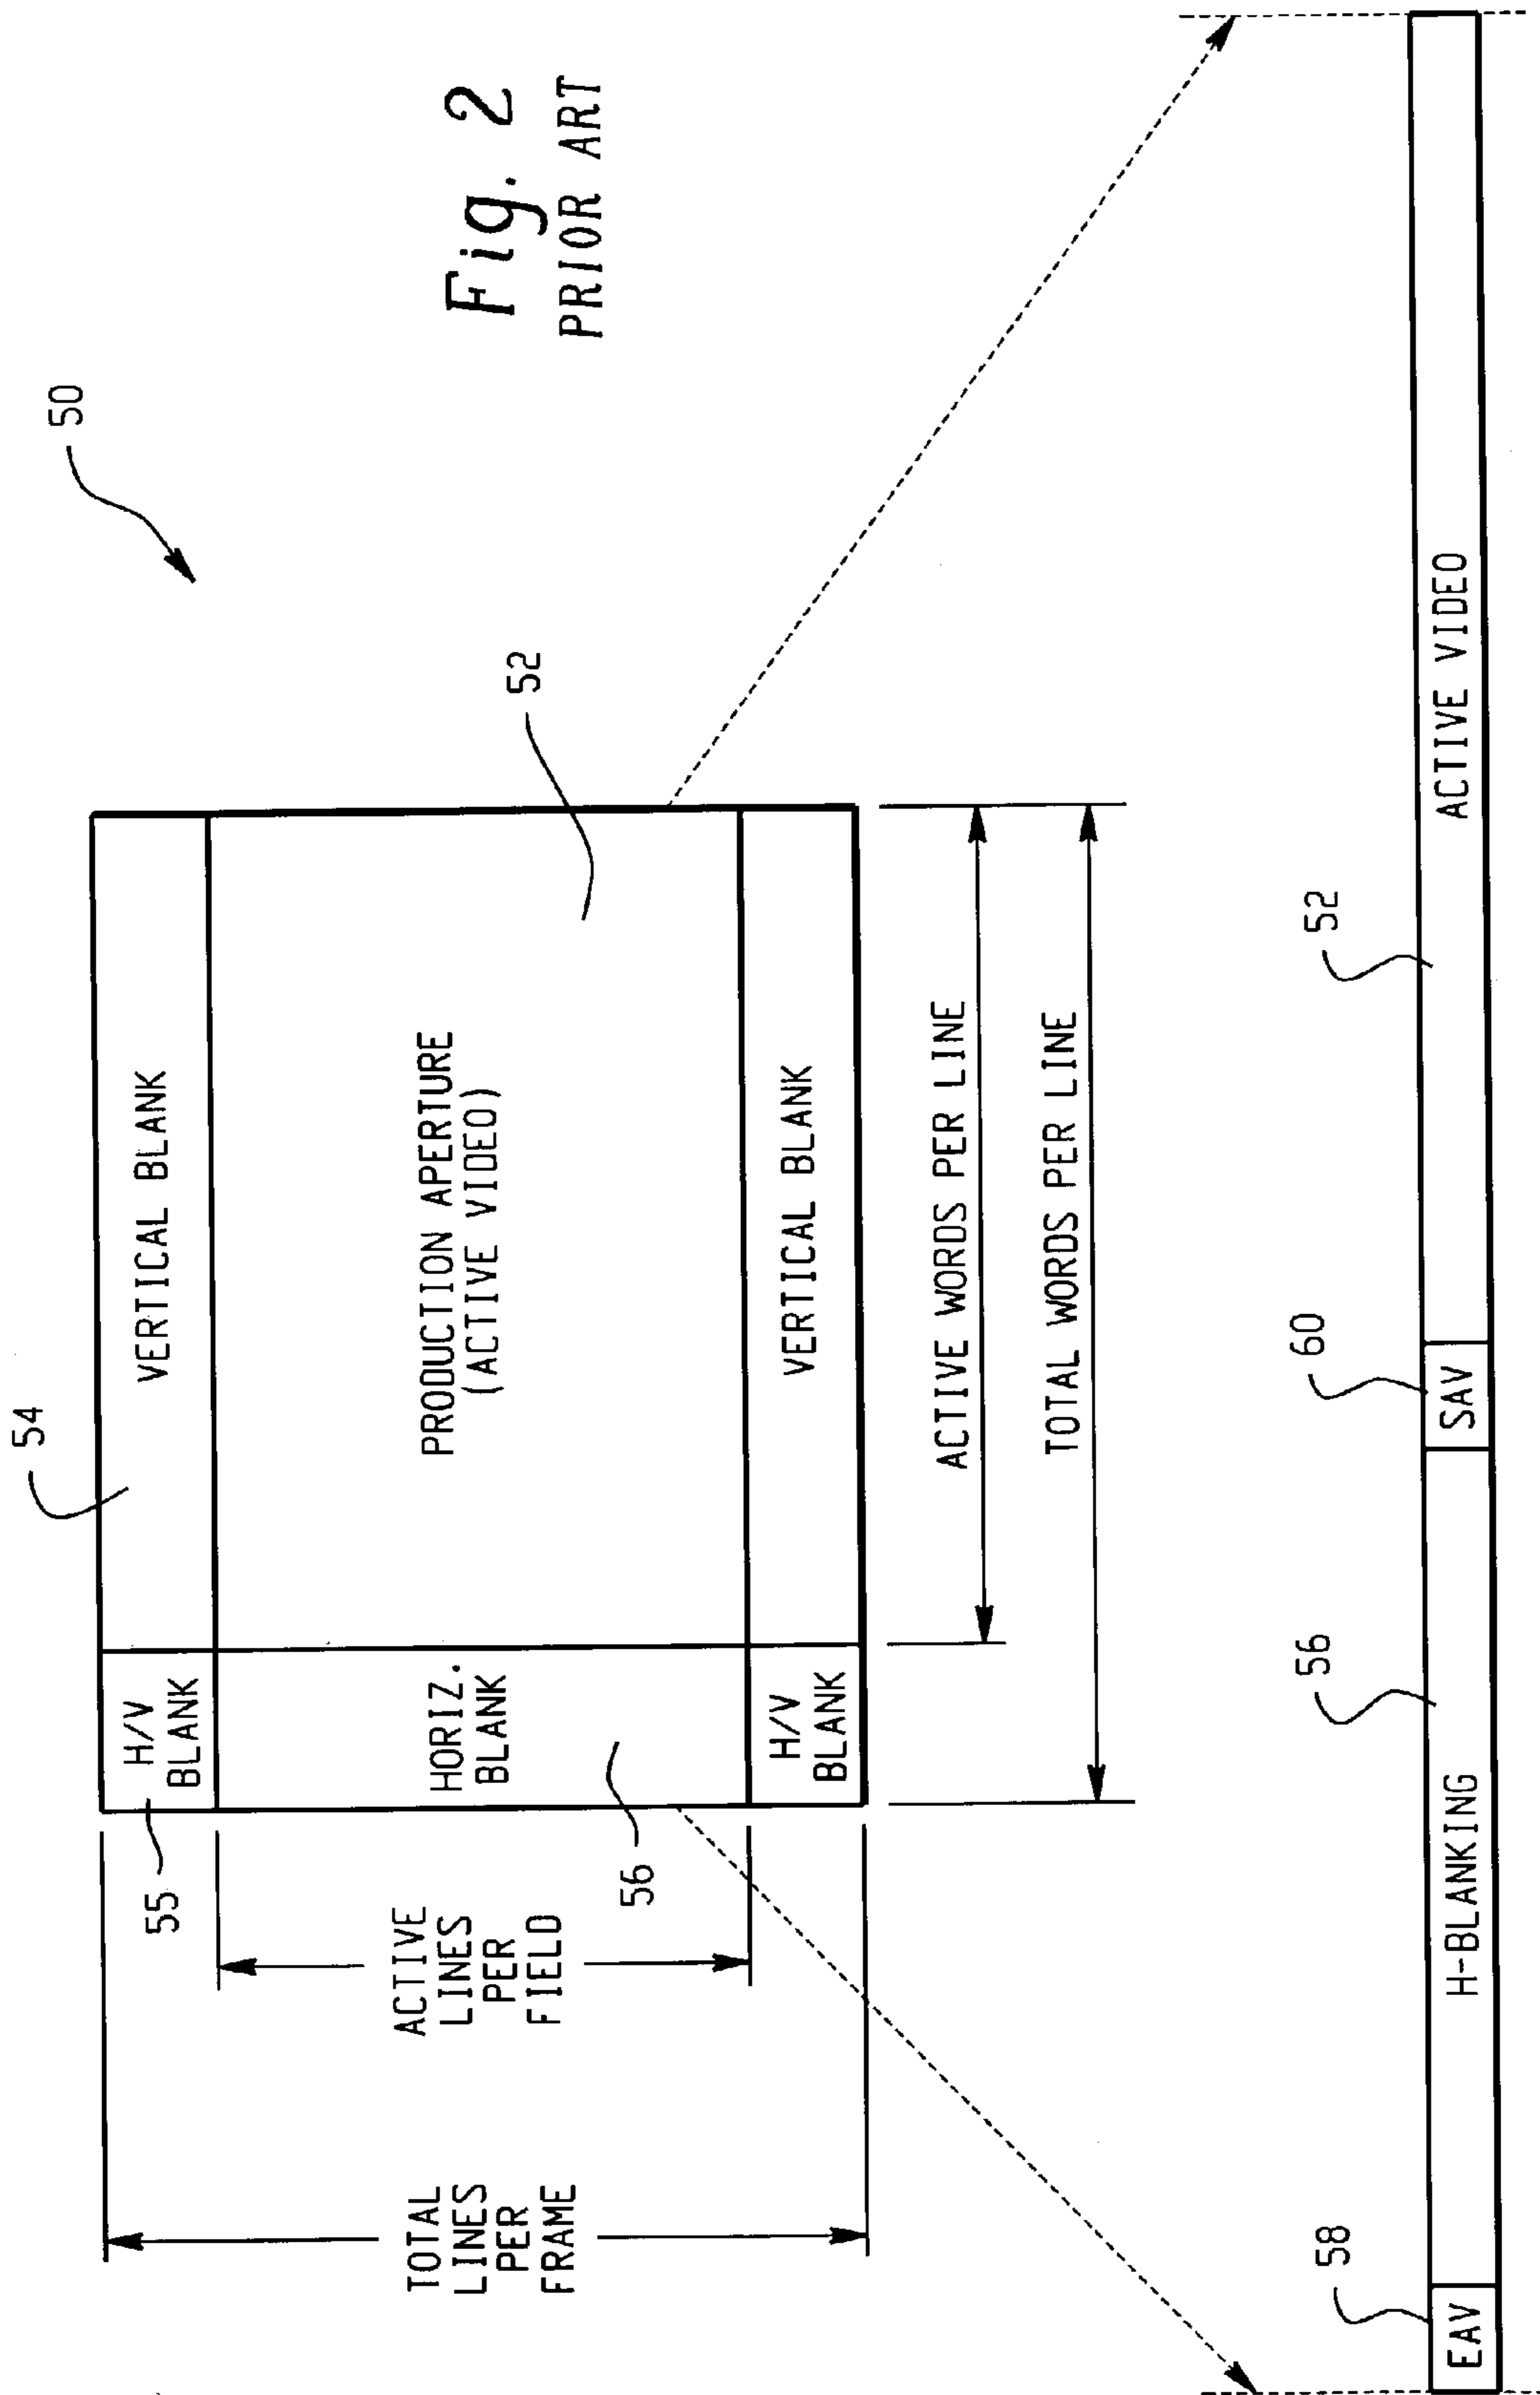 50
Fig. 2
PRIOR ART
54
H/V
BLANK
VERTICAL BLANK
55
TOTAL
LINES
PER
FRAME
ACTIVE
LINES
PER
FIELD
HORIZ.
BLANK
56
PRODUCTION APERTURE
(ACTIVE VIDEO)
52
H/V
BLANK
VERTICAL BLANK
ACTIVE WORDS PER LINE
TOTAL WORDS PER LINE
58
56
60
52
EAV
H-BLANKING
SAV
ACTIVE VIDEO